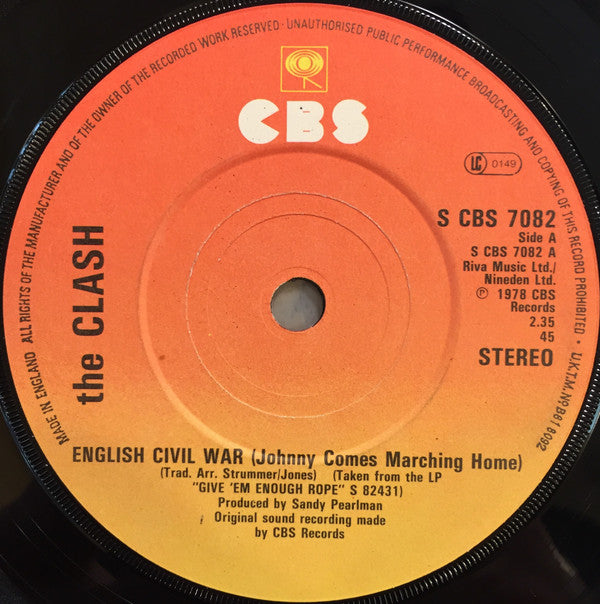 ALL RIGHTS OF THE MANUFACTURER AND OF THE OWNER OF THE RECORDED WORK RESERVED · UNAUTHORISED PUBLIC PERFORMANCE BROADCASTING AND COPYING OF THIS RECORD PROHIBITED · U.K.T.M.Nº.B618092
MADE IN ENGLAND
CBS
LC 0149
the CLASH
S CBS 7082
Side A
S CBS 7082 A
Riva Music Ltd./
Nineden Ltd.
℗ 1978 CBS
Records
2.35
45
STEREO
ENGLISH CIVIL WAR (Johnny Comes Marching Home)
(Trad. Arr. Strummer/Jones) (Taken from the LP
"GIVE 'EM ENOUGH ROPE" S 82431)
Produced by Sandy Pearlman
Original sound recording made
by CBS Records